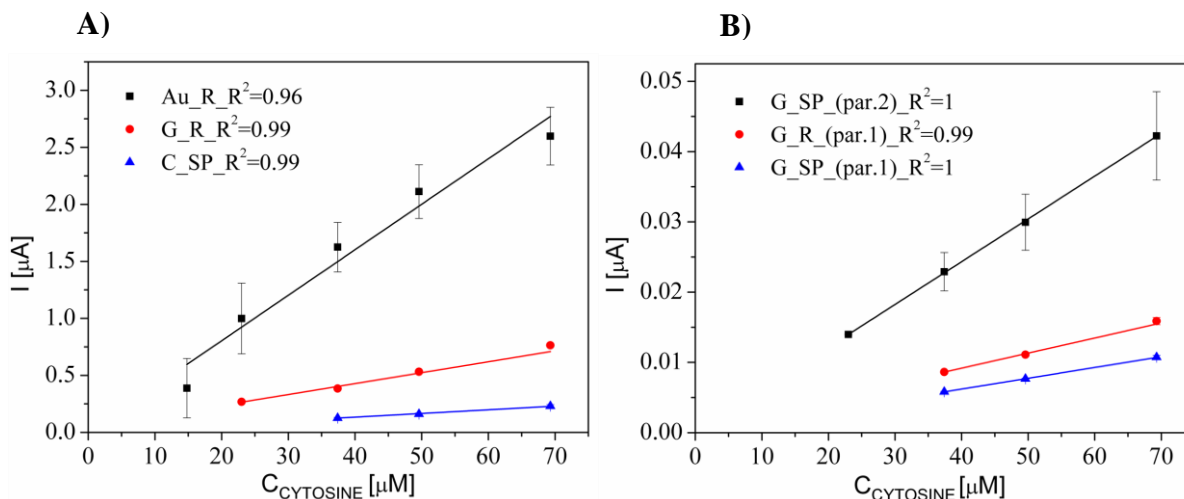 A)
I [μA]
3.0
2.5
2.0
1.5
1.0
0.5
0.0
Au_R_R²=0.96
G_R_R²=0.99
C_SP_R²=0.99
0 10 20 30 40 50 60 70
C_CYTOSINE [μM]
B)
I [μA]
0.05
0.04
0.03
0.02
0.01
0.00
G_SP_(par.2)_R²=1
G_R_(par.1)_R²=0.99
G_SP_(par.1)_R²=1
0 10 20 30 40 50 60 70
C_CYTOSINE [μM]